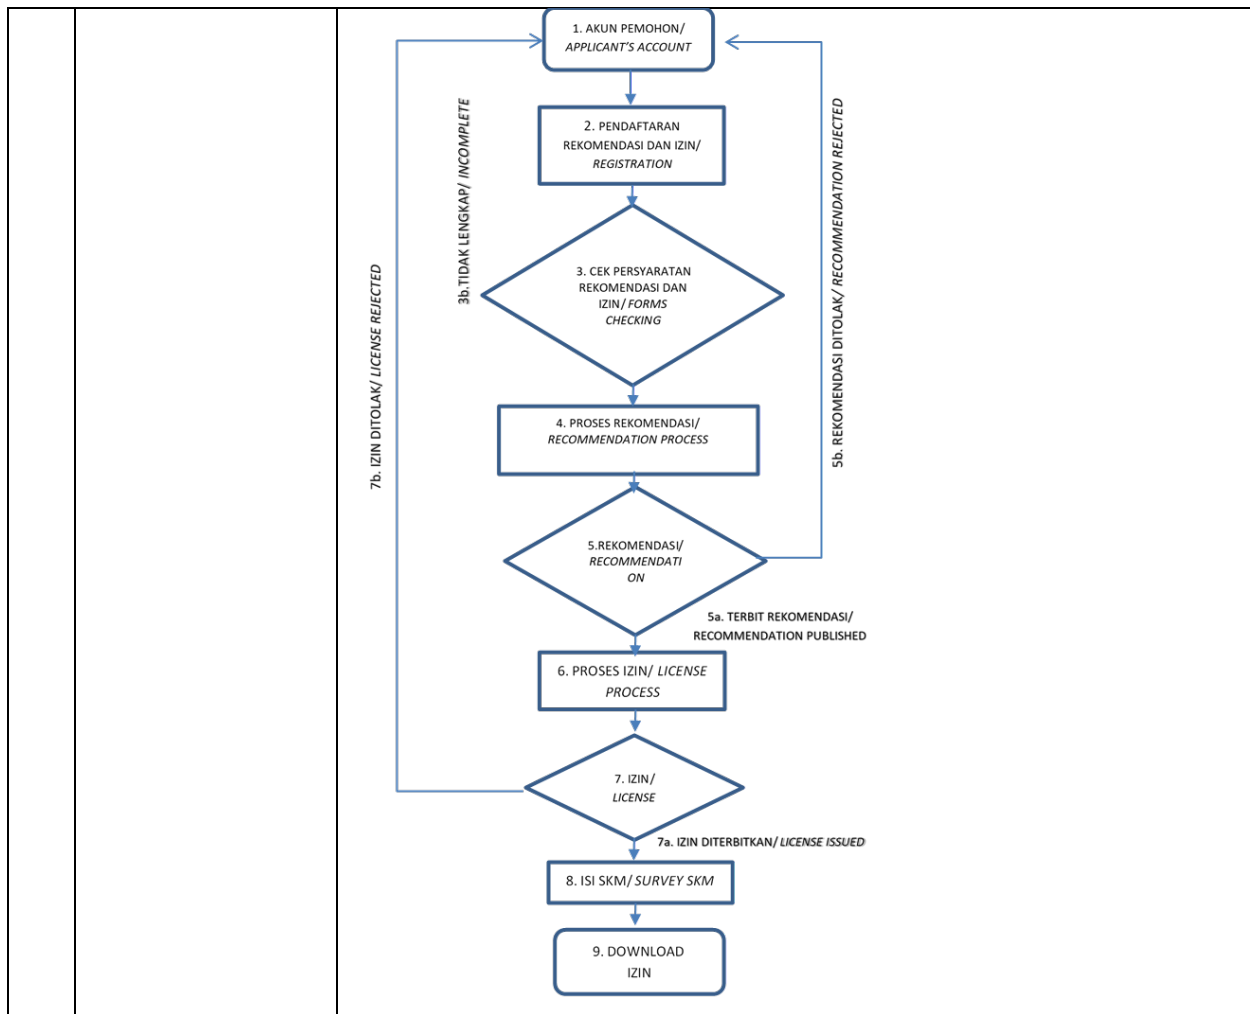 1. AKUN PEMOHON/
APPLICANT'S ACCOUNT
2. PENDAFTARAN
REKOMENDASI DAN IZIN/
REGISTRATION
3b.TIDAK LENGKAP/ INCOMPLETE
3. CEK PERSYARATAN
REKOMENDASI DAN
IZIN/ FORMS
CHECKING
7b. IZIN DITOLAK/ LICENSE REJECTED
5b. REKOMENDASI DITOLAK/ RECOMMENDATION REJECTED
4. PROSES REKOMENDASI/
RECOMMENDATION PROCESS
5.REKOMENDASI/
RECOMMENDATI
ON
5a. TERBIT REKOMENDASI/
RECOMMENDATION PUBLISHED
6. PROSES IZIN/ LICENSE
PROCESS
7. IZIN/
LICENSE
7a. IZIN DITERBITKAN/ LICENSE ISSUED
8. ISI SKM/ SURVEY SKM
9. DOWNLOAD
IZIN